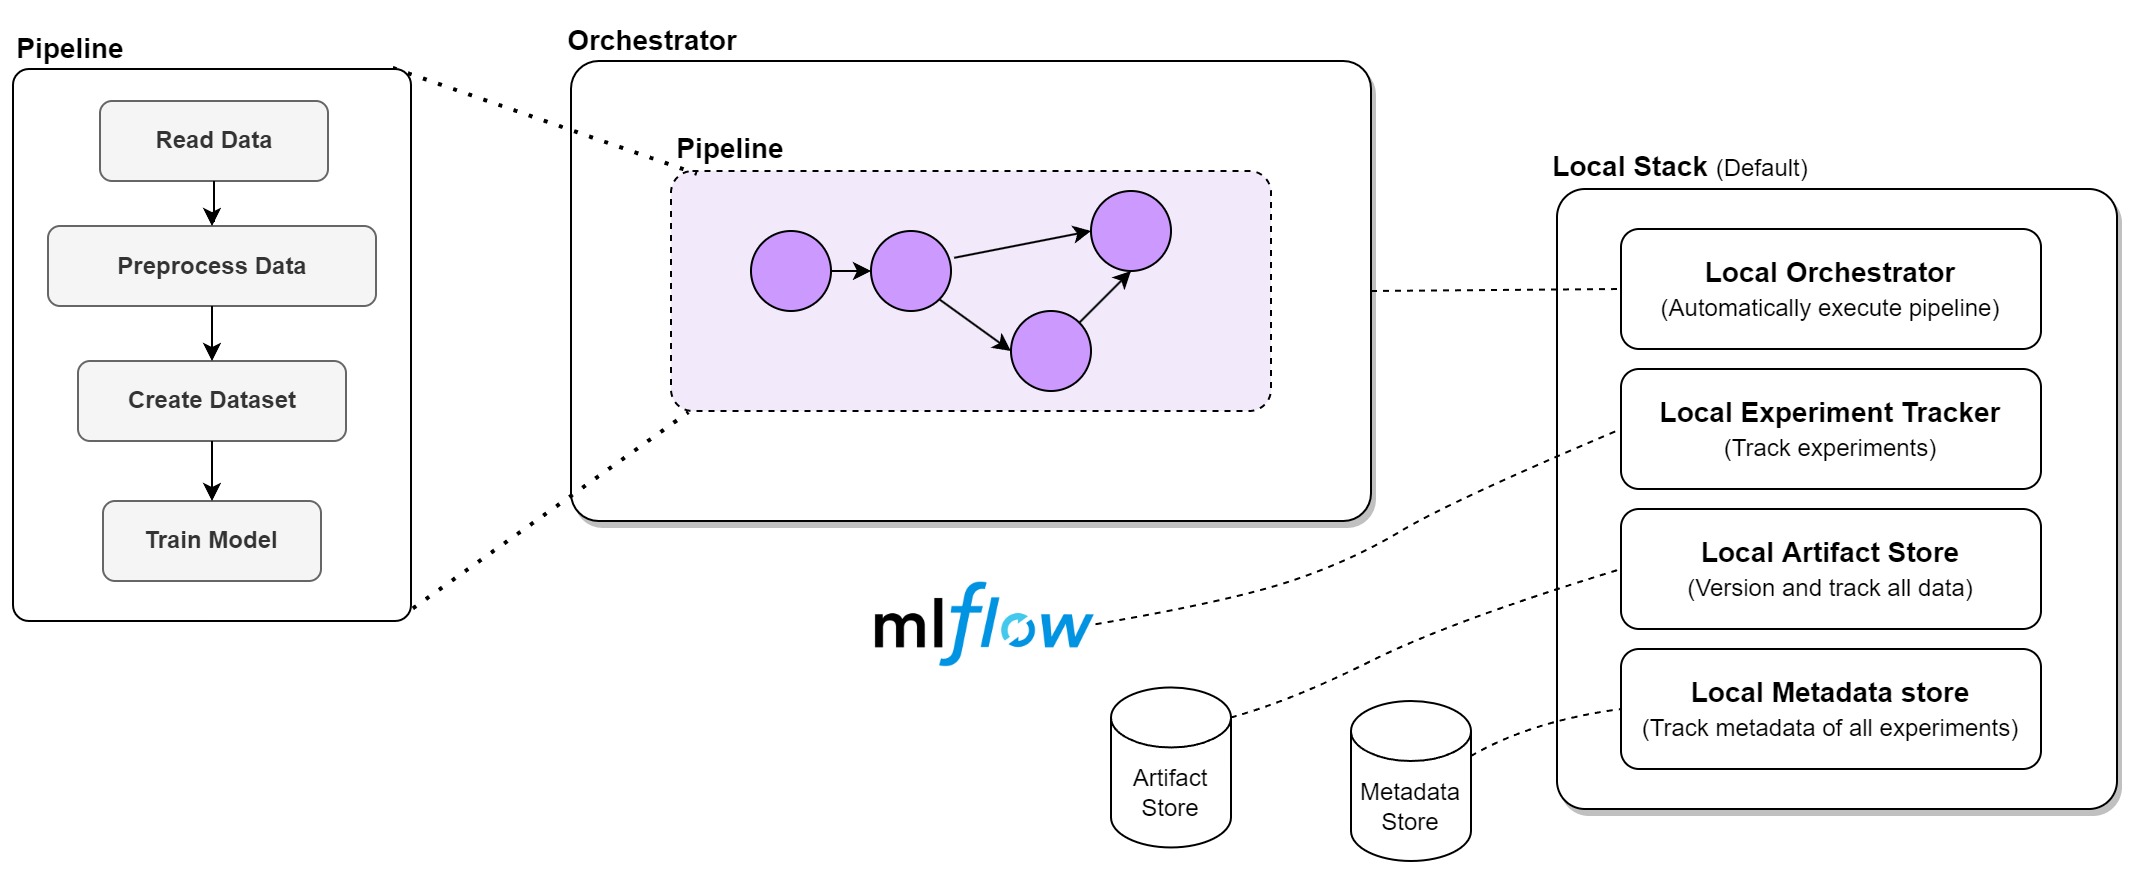 Pipeline
Read Data
Preprocess Data
Create Dataset
Train Model
Orchestrator
Pipeline
mlflow
Artifact
Store
Metadata
Store
Local Stack (Default)
Local Orchestrator
(Automatically execute pipeline)
Local Experiment Tracker
(Track experiments)
Local Artifact Store
(Version and track all data)
Local Metadata store
(Track metadata of all experiments)